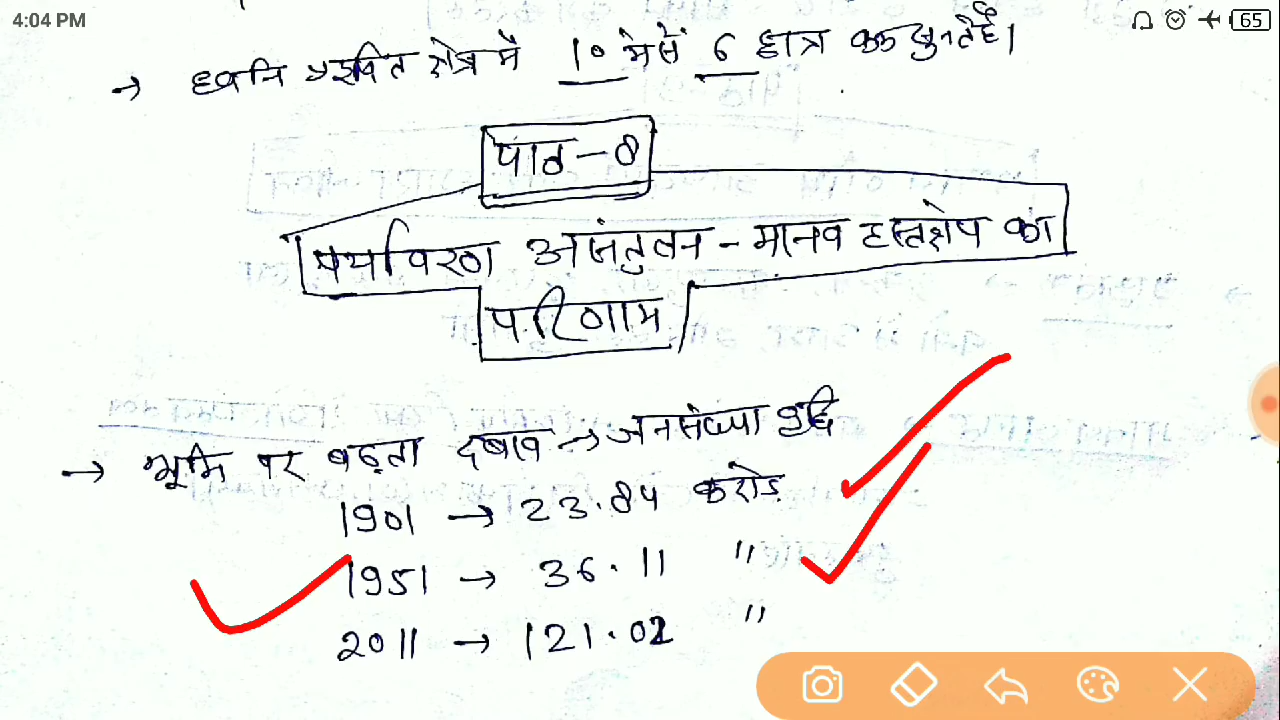 4:04 PM
65
→ ध्वनि प्रदूषित क्षेत्र में 10 में सें 6 छात्र कम सुनते हैं।
पाठ-8
पर्यावरण असंतुलन - मानव हस्तक्षेप का
परिणाम
→ भूमि पर बढ़ता दबाव → जनसंख्या वृद्धि
1901 → 23.84 करोड़
1951 → 36.11 "
2011 → 121.02 "